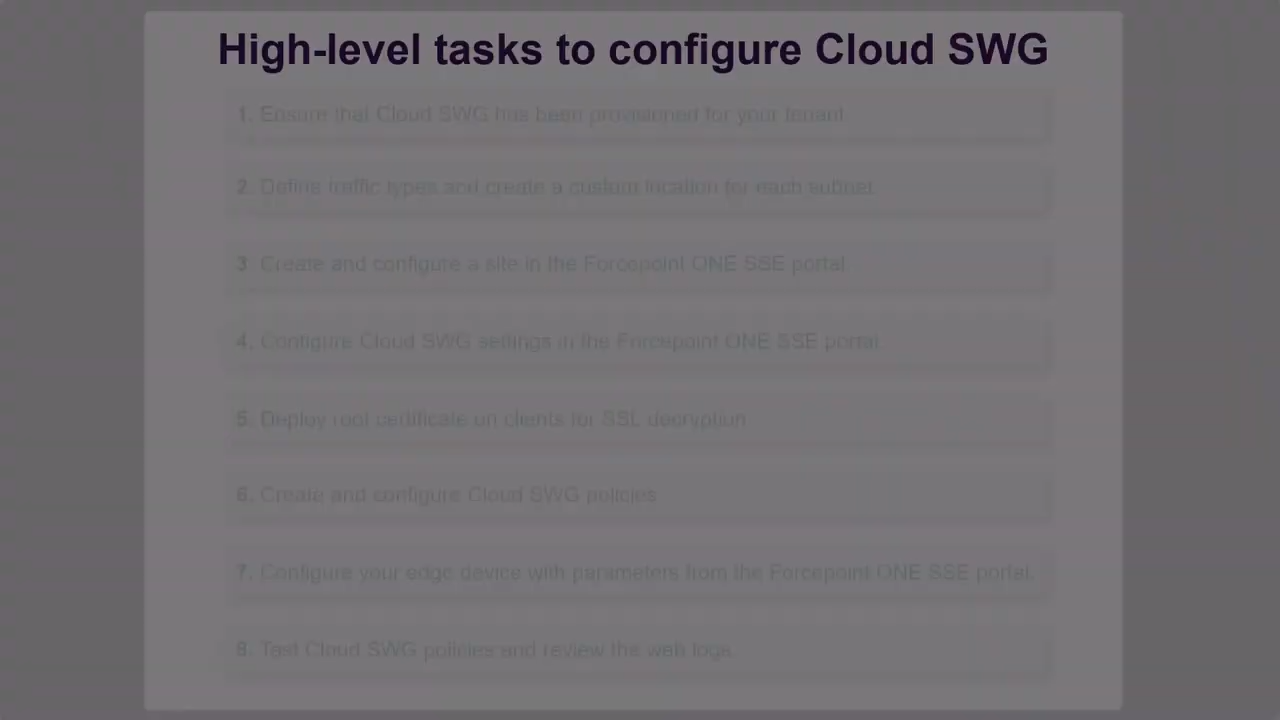 High-level tasks to configure Cloud SWG
1. Ensure that Cloud SWG has been provisioned for your tenant.
2. Define traffic types and create a custom location for each subnet.
3. Create and configure a site in the Forcepoint ONE SSE portal.
4. Configure Cloud SWG settings in the Forcepoint ONE SSE portal.
5. Deploy root certificate on clients for SSL decryption.
6. Create and configure Cloud SWG policies.
7. Configure your edge device with parameters from the Forcepoint ONE SSE portal.
8. Test Cloud SWG policies and review the web logs.